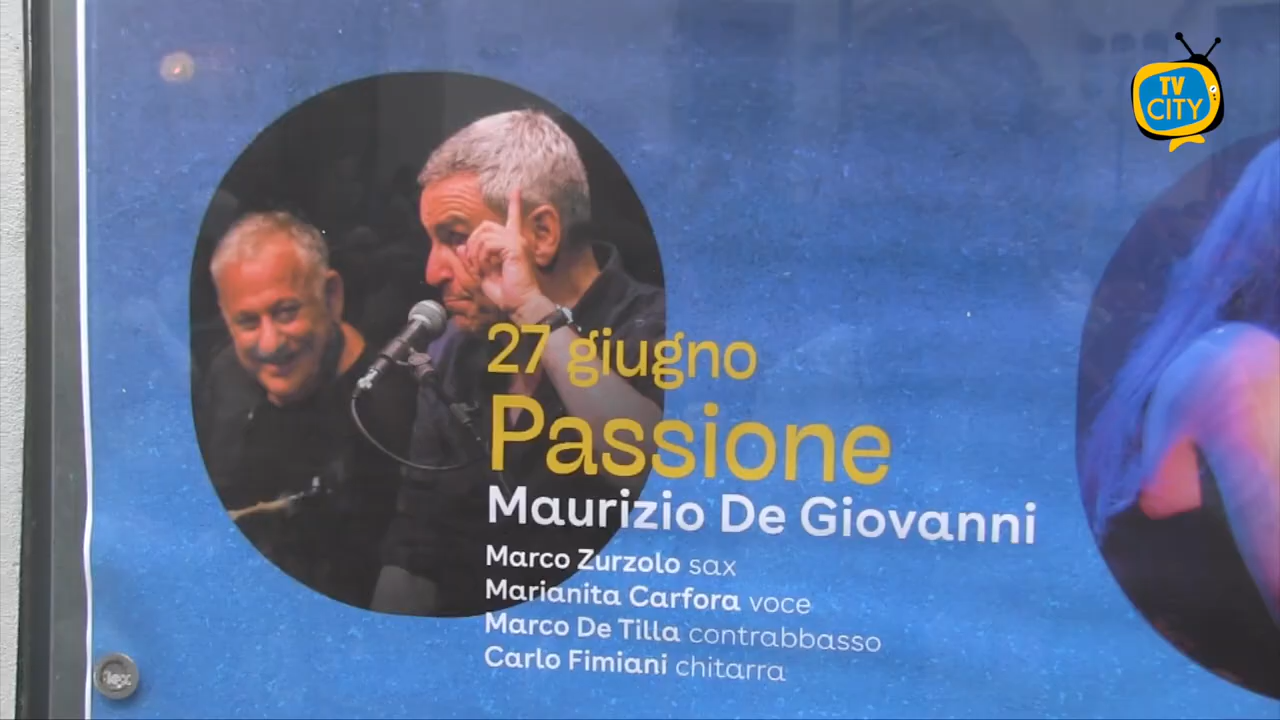 TV
CITY
27 giugno
Passione
Maurizio De Giovanni
Marco Zurzolo sax
Marianita Carfora voce
Marco De Tilla contrabbasso
Carlo Fimiani chitarra